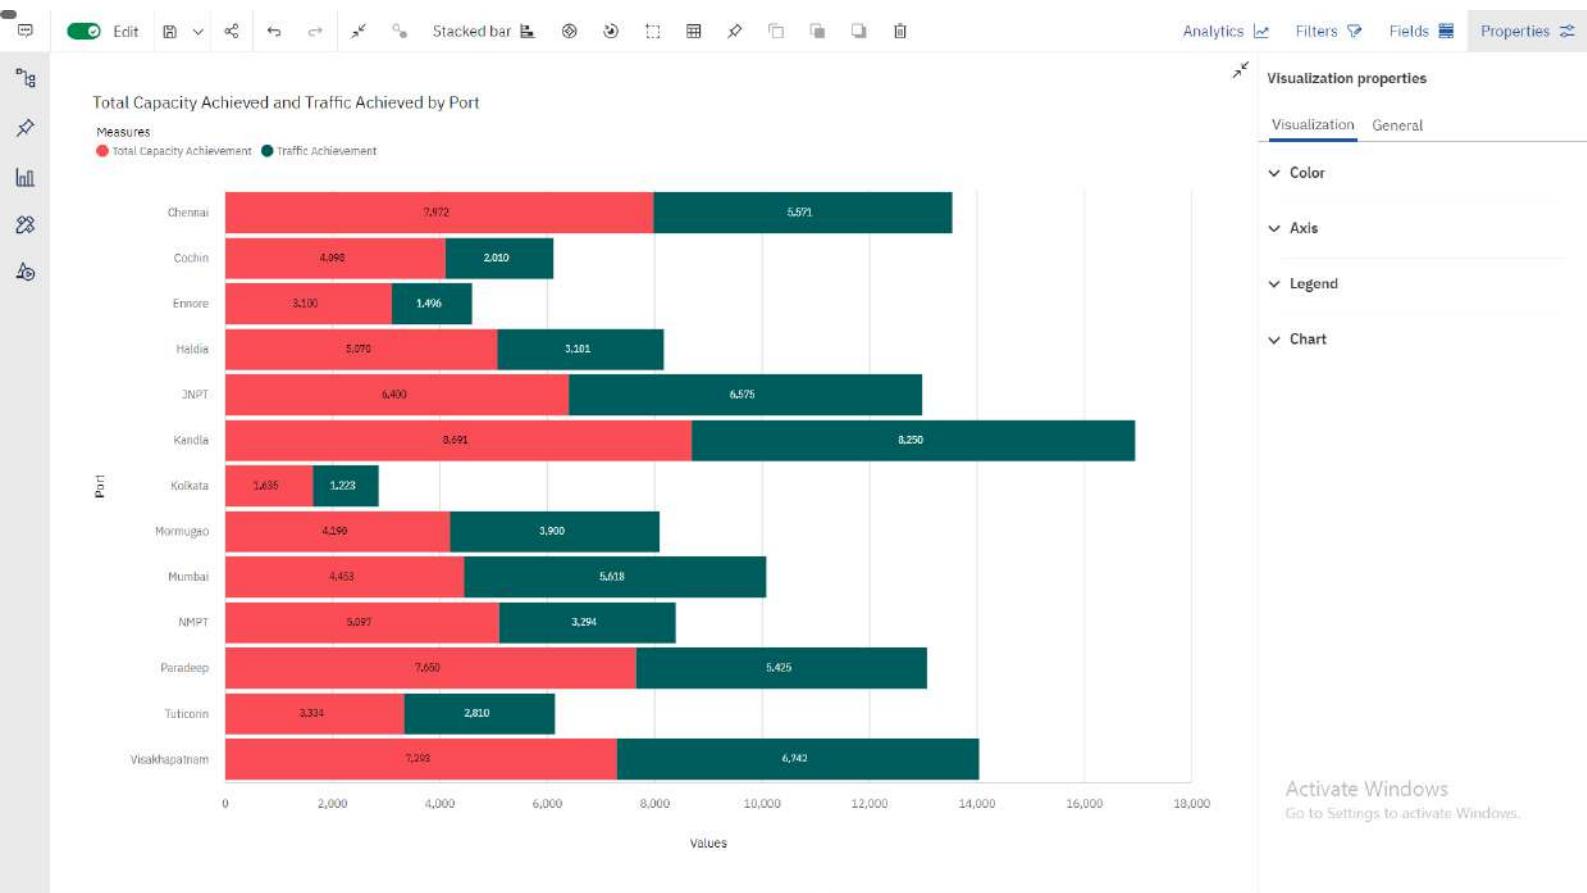 Edit
Stacked bar
Analytics
Filters
Fields
Properties
Visualization properties
Visualization General
Color
Axis
Legend
Chart
Total Capacity Achieved and Traffic Achieved by Port
Measures
Total Capacity Achievement Traffic Achievement
Port
Chennai 7,972 5,571
Cochin 4,098 2,010
Ennore 3,100 1,496
Haldia 5,070 3,101
JNPT 6,400 6,575
Kandla 8,691 8,250
Kolkata 1,635 1,223
Mormugao 4,190 3,900
Mumbai 4,453 5,618
NMPT 5,097 3,294
Paradeep 7,650 5,425
Tuticorin 3,334 2,810
Visakhapatnam 7,293 6,742
0 2,000 4,000 6,000 8,000 10,000 12,000 14,000 16,000 18,000
Values
Activate Windows
Go to Settings to activate Windows.